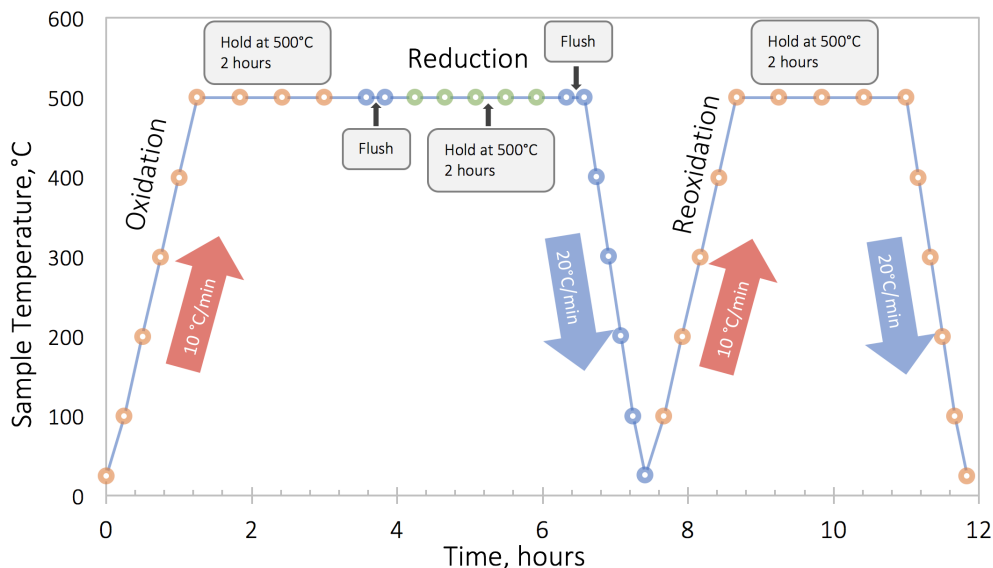 600
500
400
300
200
100
0
Sample Temperature,°C
Hold at 500°C
2 hours
Reduction
Flush
Hold at 500°C
2 hours
Flush
Hold at 500°C
2 hours
Oxidation
Reoxidation
10 °C/min
20°C/min
10 °C/min
20°C/min
0
2
4
6
8
10
12
Time, hours